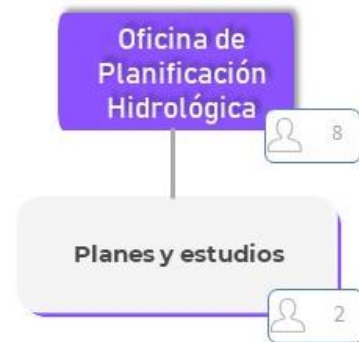 Oficina de
Planificación
Hidrológica
8
Planes y estudios
2